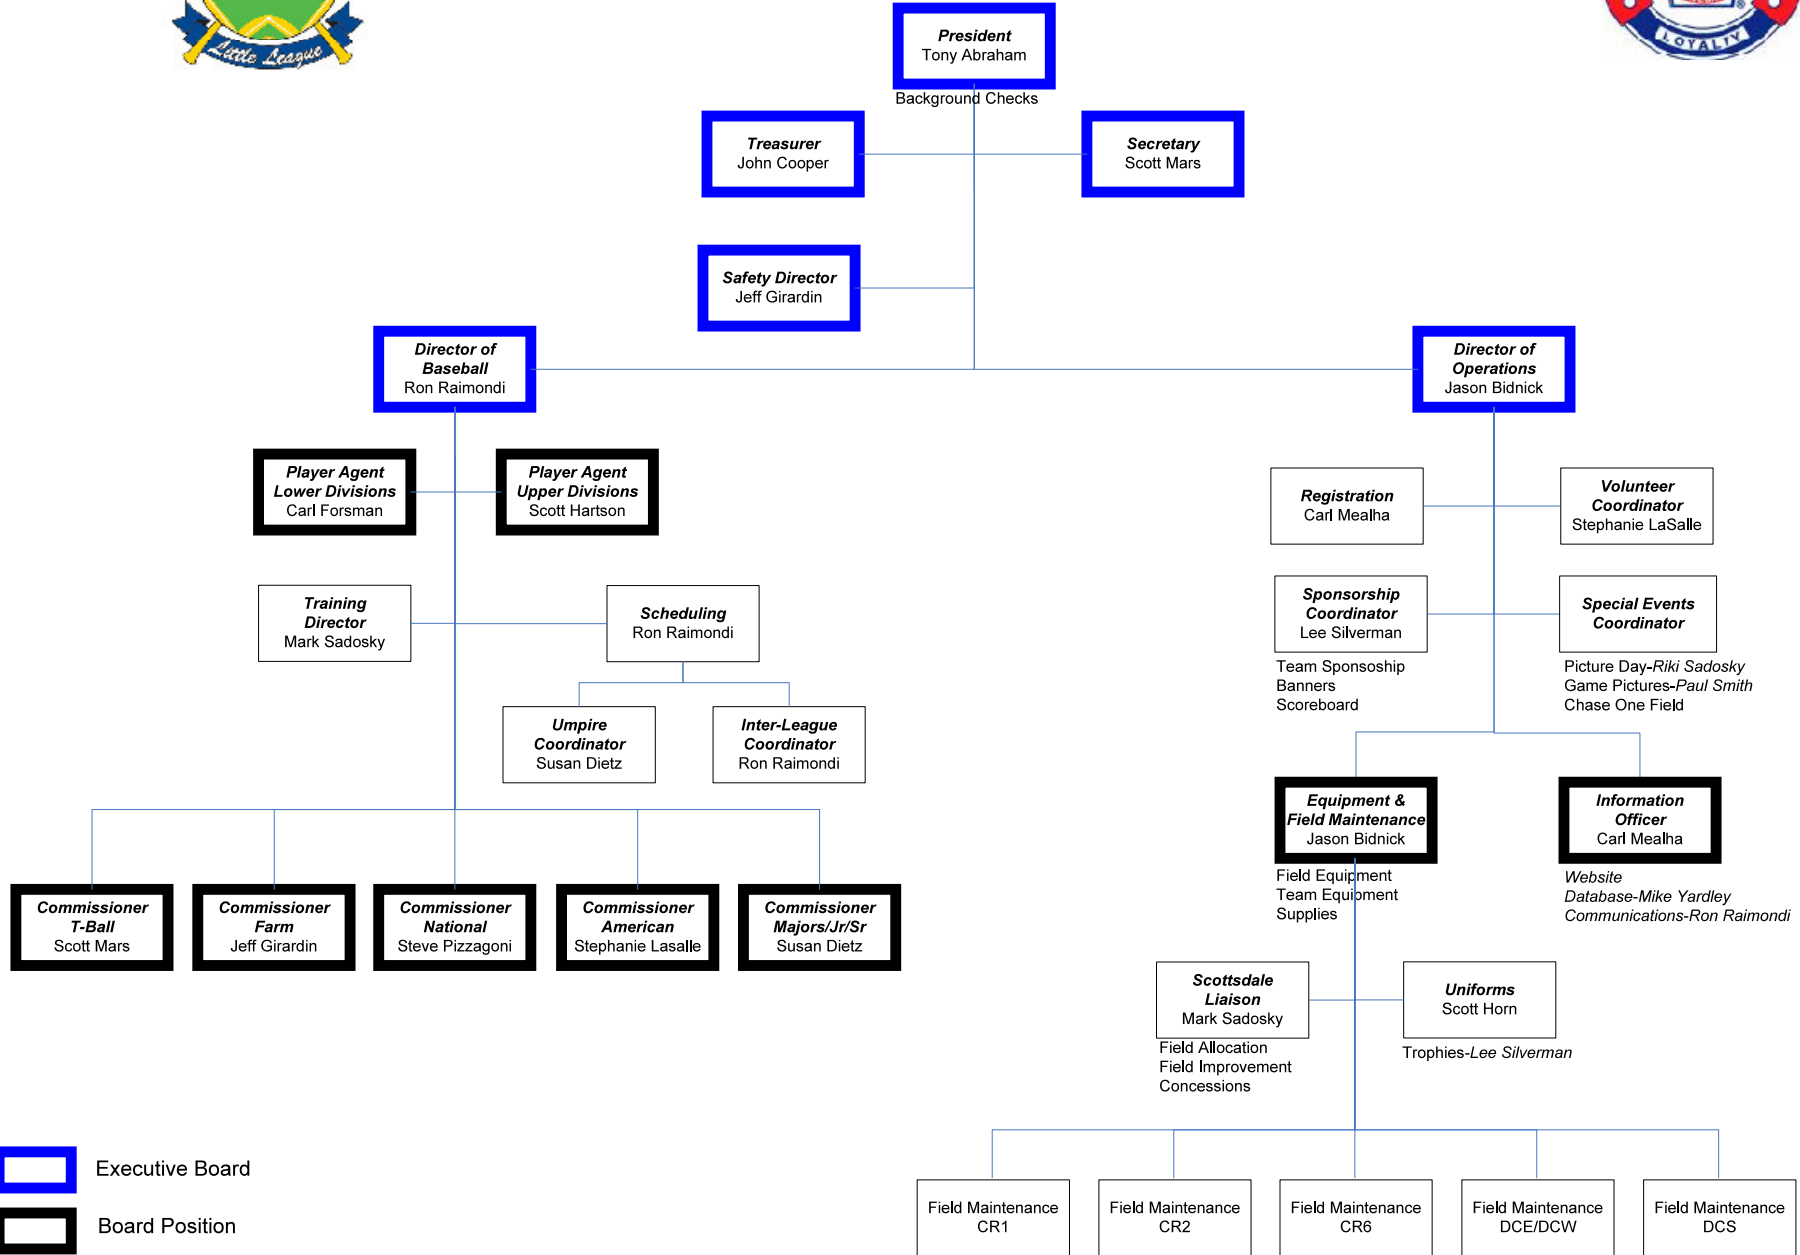 Little League
LOYALTY
®
President
Tony Abraham
Background Checks
Treasurer
John Cooper
Secretary
Scott Mars
Safety Director
Jeff Girardin
Director of
Baseball
Ron Raimondi
Director of
Operations
Jason Bidnick
Player Agent
Lower Divisions
Carl Forsman
Player Agent
Upper Divisions
Scott Hartson
Registration
Carl Mealha
Volunteer
Coordinator
Stephanie LaSalle
Training
Director
Mark Sadosky
Scheduling
Ron Raimondi
Sponsorship
Coordinator
Lee Silverman
Team Sponsoship
Banners
Scoreboard
Special Events
Coordinator
Picture Day-Riki Sadosky
Game Pictures-Paul Smith
Chase One Field
Umpire
Coordinator
Susan Dietz
Inter-League
Coordinator
Ron Raimondi
Equipment &
Field Maintenance
Jason Bidnick
Field Equipment
Team Equipment
Supplies
Information
Officer
Carl Mealha
Website
Database-Mike Yardley
Communications-Ron Raimondi
Commissioner
T-Ball
Scott Mars
Commissioner
Farm
Jeff Girardin
Commissioner
National
Steve Pizzagoni
Commissioner
American
Stephanie Lasalle
Commissioner
Majors/Jr/Sr
Susan Dietz
Scottsdale
Liaison
Mark Sadosky
Field Allocation
Field Improvement
Concessions
Uniforms
Scott Horn
Trophies-Lee Silverman
Executive Board
Board Position
Field Maintenance
CR1
Field Maintenance
CR2
Field Maintenance
CR6
Field Maintenance
DCE/DCW
Field Maintenance
DCS